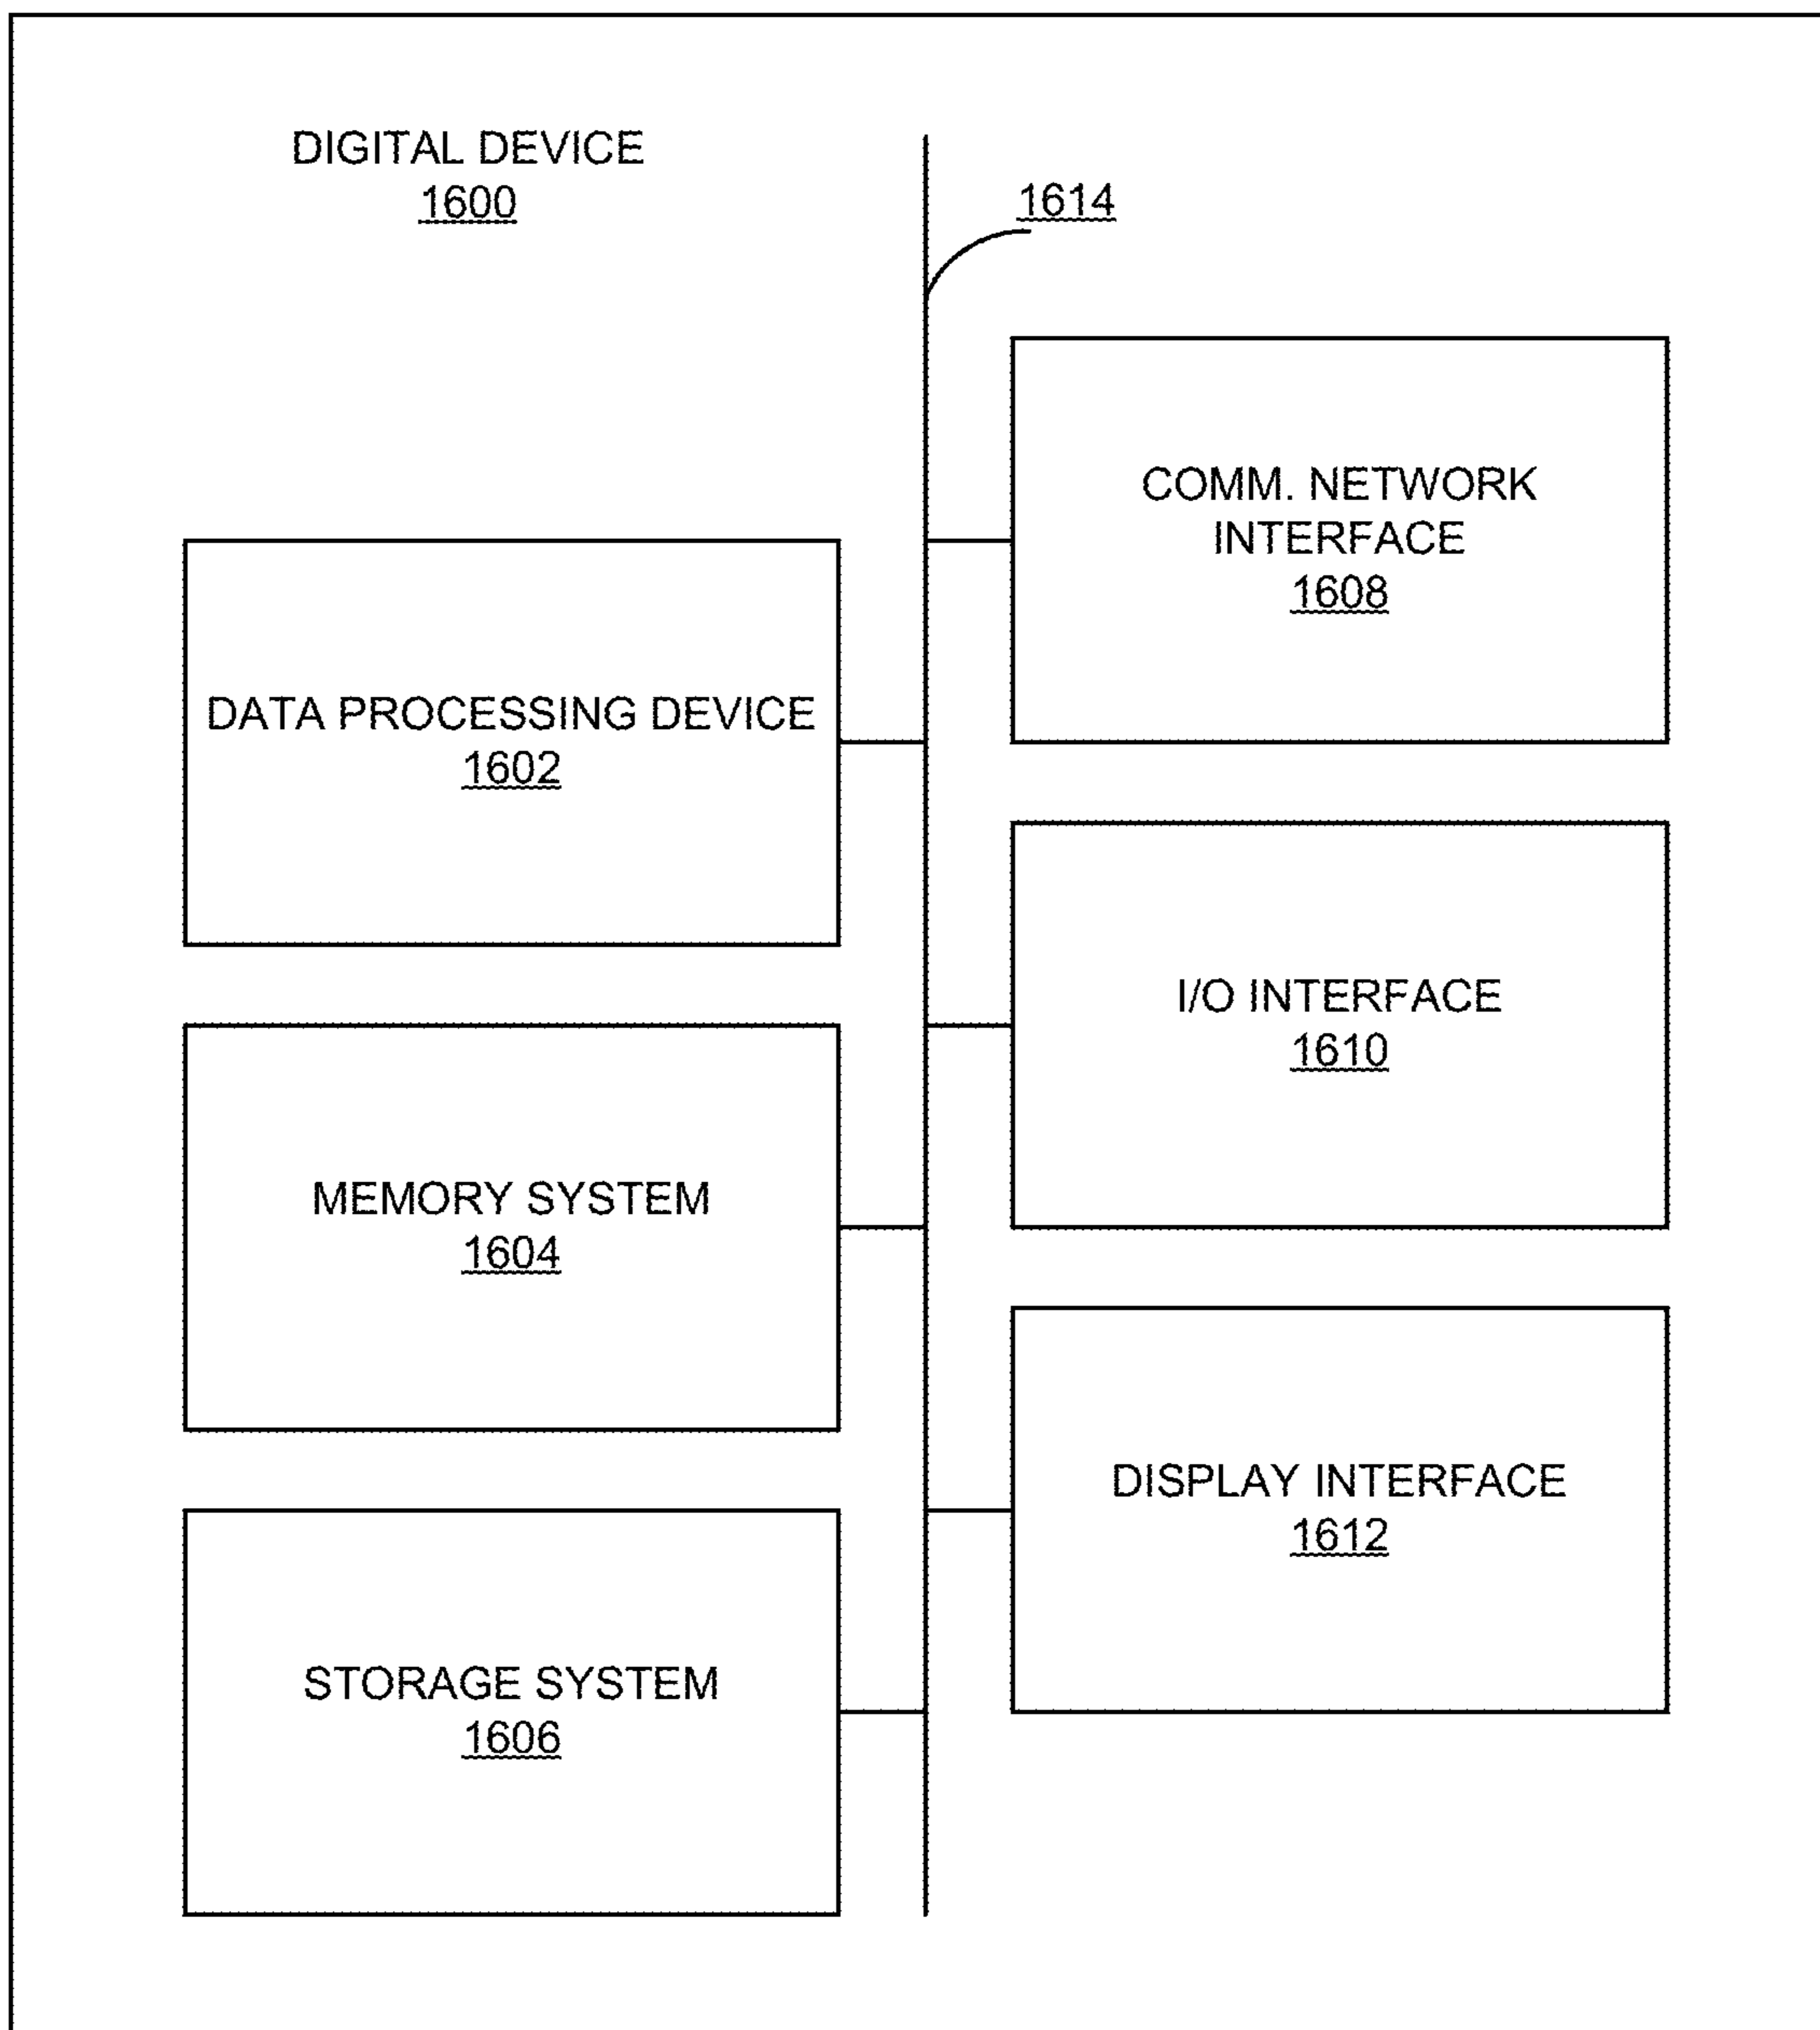 DIGITAL DEVICE
1600
1614
COMM. NETWORK
INTERFACE
1608
DATA PROCESSING DEVICE
1602
I/O INTERFACE
1610
MEMORY SYSTEM
1604
DISPLAY INTERFACE
1612
STORAGE SYSTEM
1606